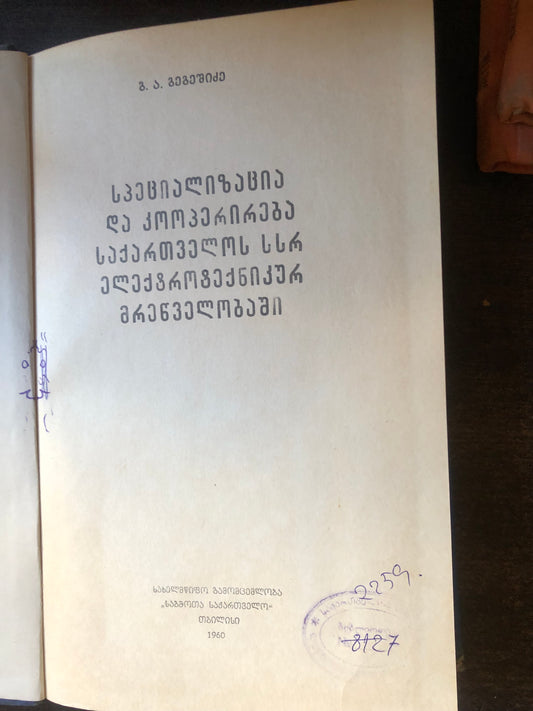 გ. ა. გეგეშიძე
სპეციალიზაცია
და კოოპერირება
საქართველოს სსრ
ელექტროტექნიკურ
მრეწველობაში
სახელმწიფო გამომცემლობა
„საბჭოთა საქართველო“
თბილისი
1960
2259.
8127